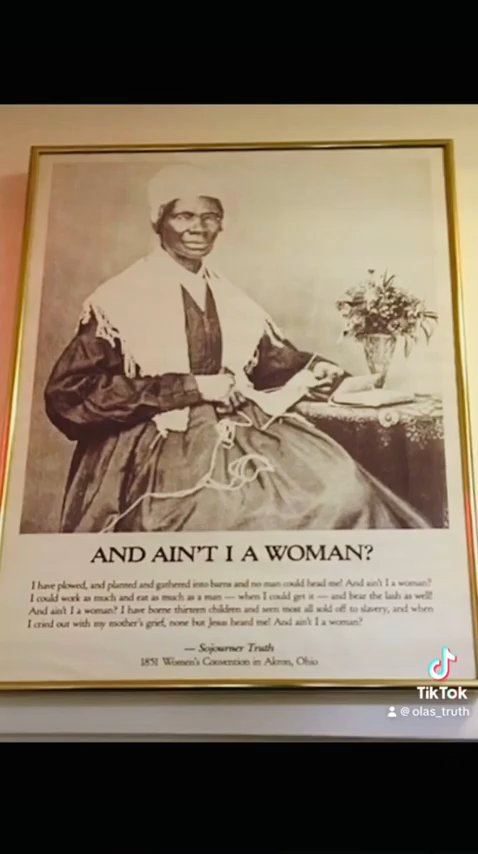 AND AIN'T I A WOMAN?
I have plowed, and planted and gathered into barns and no man could head me! And ain't I a woman?
I could work as much and eat as much as a man — when I could get it — and bear the lash as well!
And ain't I a woman? I have borne thirteen children and seen most all sold off to slavery, and when
I cried out with my mother's grief, none but Jesus heard me! And ain't I a woman?
— Sojourner Truth
1851 Women's Convention in Akron, Ohio
TikTok
@olas_truth